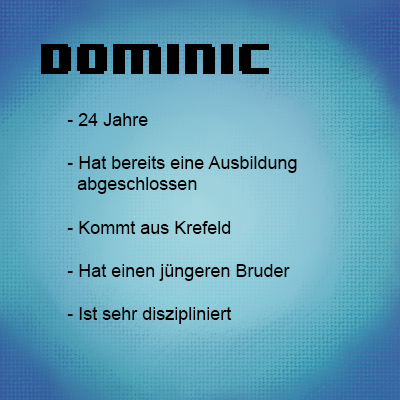 DOMINIC
- 24 Jahre
- Hat bereits eine Ausbildung
abgeschlossen
- Kommt aus Krefeld
- Hat einen jüngeren Bruder
- Ist sehr diszipliniert